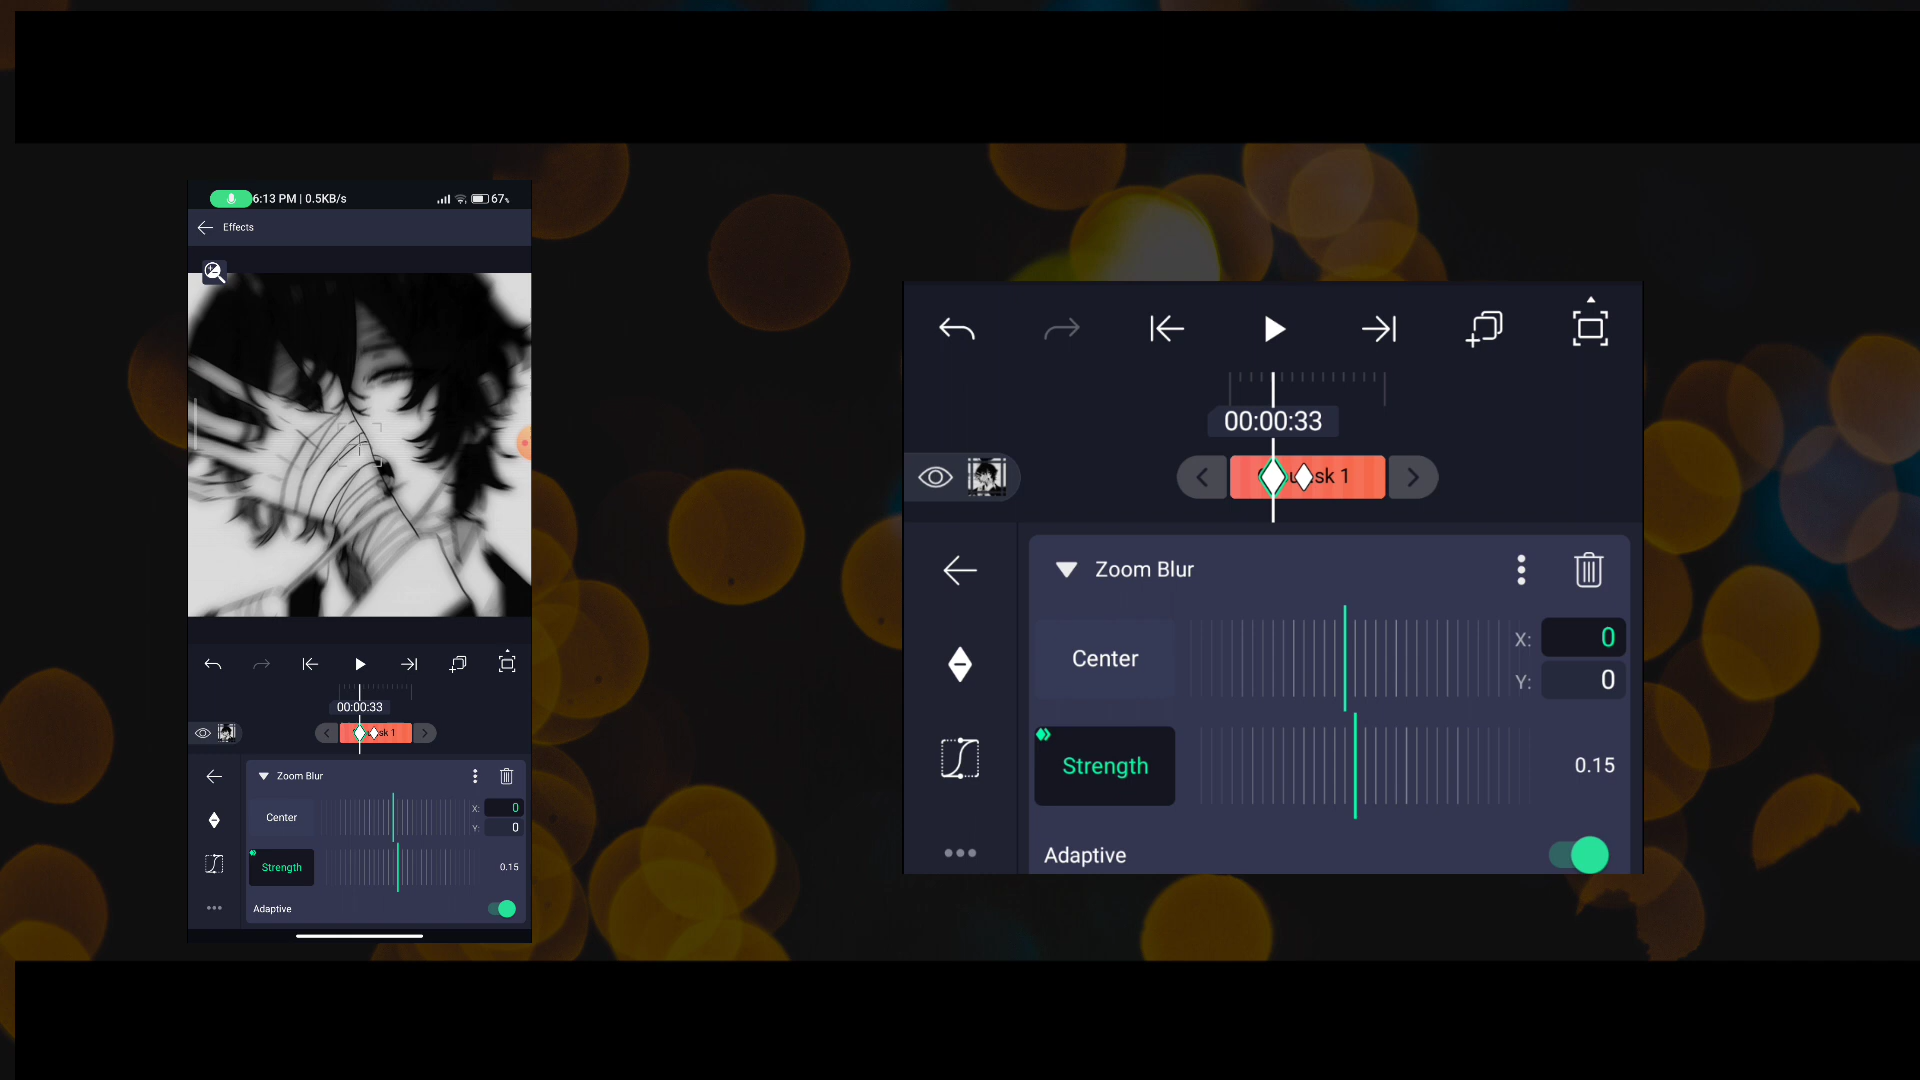 6:13 PM | 0.5KB/s
67%
Effects
00:00:33
sk 1
Zoom Blur
Center
X: 0
Y: 0
Strength
0.15
Adaptive
00:00:33
sk 1
Zoom Blur
Center
X: 0
Y: 0
Strength
0.15
Adaptive